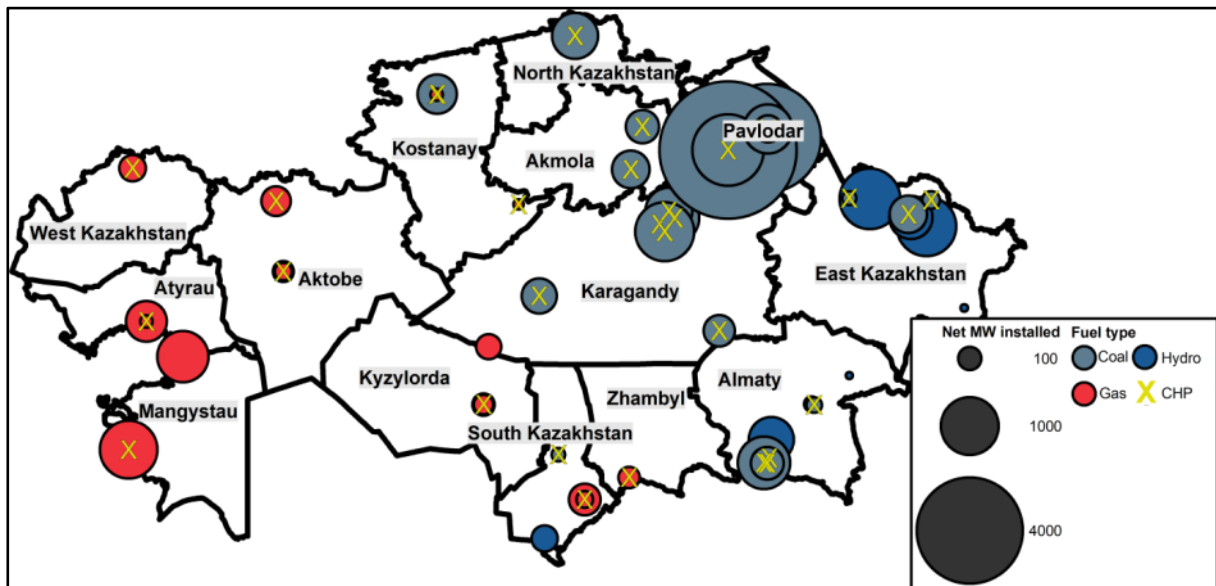 North Kazakhstan
Pavlodar
Kostanay
Akmola
West Kazakhstan
East Kazakhstan
Atyrau
Aktobe
Karagandy
Kyzylorda
Zhambyl
Almaty
Mangystau
South Kazakhstan
Net MW installed
Fuel type
100
Coal
Hydro
Gas
X CHP
1000
4000